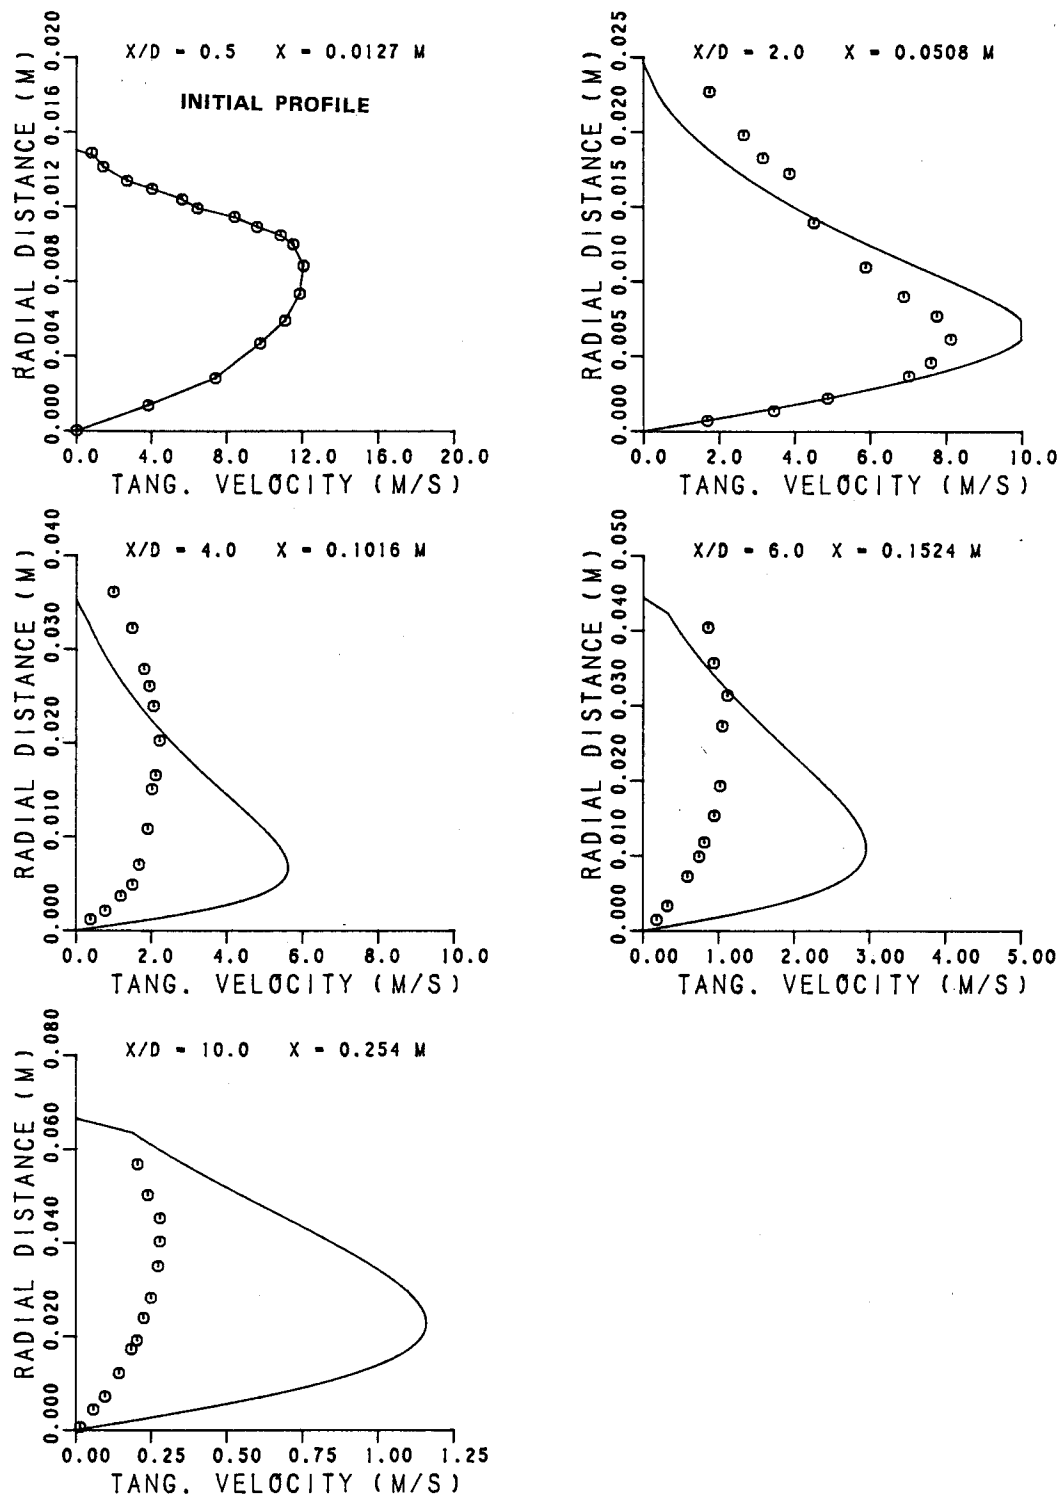 X/D = 0.5 X = 0.0127 M
INITIAL PROFILE
RADIAL DISTANCE (M)
0.020
0.016
0.012
0.008
0.004
0.000
0.0 4.0 8.0 12.0 16.0 20.0
TANG. VELOCITY (M/S)
X/D = 2.0 X = 0.0508 M
RADIAL DISTANCE (M)
0.025
0.020
0.015
0.010
0.005
0.000
0.0 2.0 4.0 6.0 8.0 10.0
TANG. VELOCITY (M/S)
X/D = 4.0 X = 0.1016 M
RADIAL DISTANCE (M)
0.040
0.030
0.020
0.010
0.000
0.0 2.0 4.0 6.0 8.0 10.0
TANG. VELOCITY (M/S)
X/D = 6.0 X = 0.1524 M
RADIAL DISTANCE (M)
0.050
0.040
0.030
0.020
0.010
0.000
0.00 1.00 2.00 3.00 4.00 5.00
TANG. VELOCITY (M/S)
X/D = 10.0 X = 0.254 M
RADIAL DISTANCE (M)
0.080
0.060
0.040
0.020
0.000
0.00 0.25 0.50 0.75 1.00 1.25
TANG. VELOCITY (M/S)